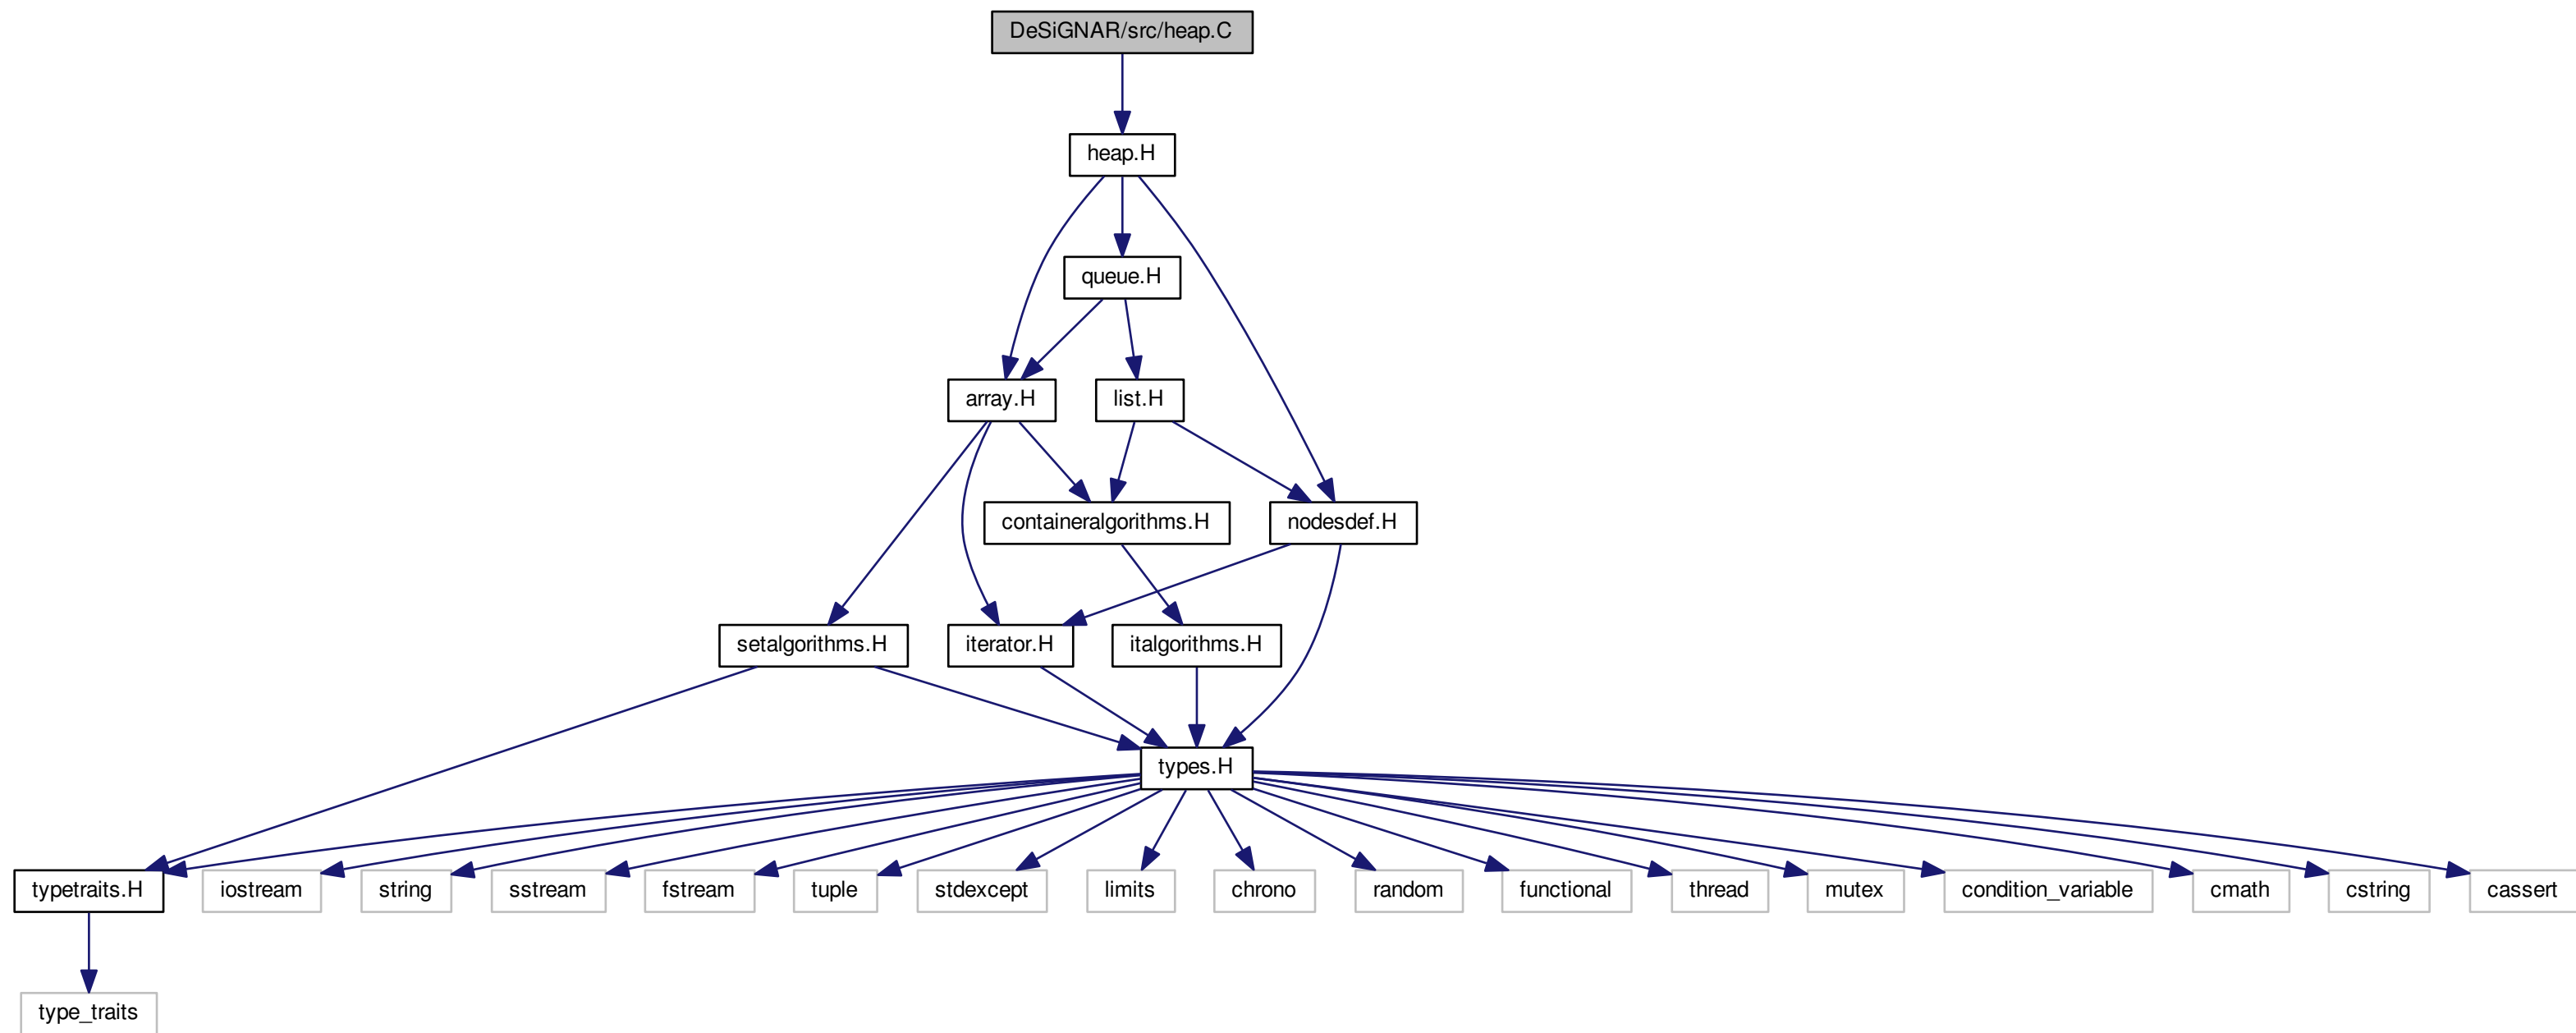 DeSiGNAR/src/heap.C
heap.H
queue.H
array.H
list.H
containeralgorithms.H
nodesdef.H
setalgorithms.H
iterator.H
italgorithms.H
types.H
typetraits.H
iostream
string
sstream
fstream
tuple
stdexcept
limits
chrono
random
functional
thread
mutex
condition_variable
cmath
cstring
cassert
type_traits